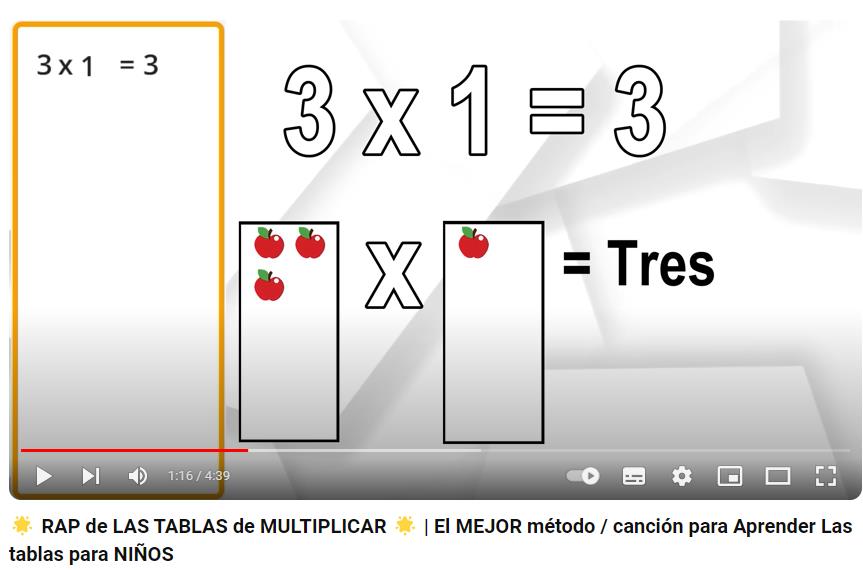 3 x 1 = 3
3 x 1 = 3
X
= Tres
1:16 / 4:39
🌟 RAP de LAS TABLAS de MULTIPLICAR 🌟 | El MEJOR método / canción para Aprender Las
tablas para NIÑOS